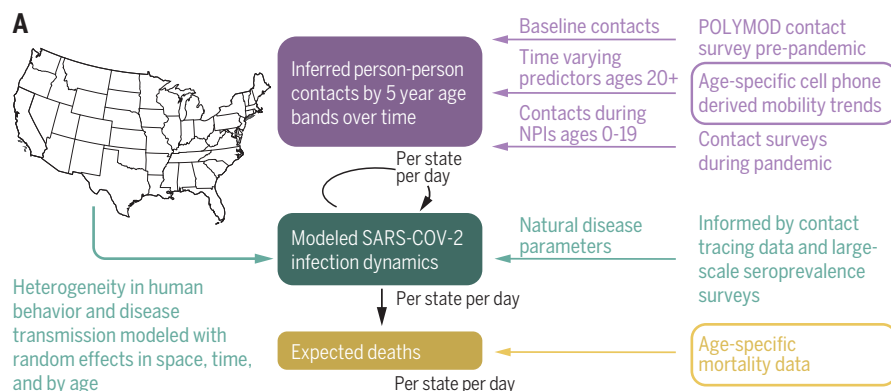 A
Inferred person-person
contacts by 5 year age
bands over time
Baseline contacts
Time varying
predictors ages 20+
Contacts during
NPIs ages 0-19
POLYMOD contact
survey pre-pandemic
Age-specific cell phone
derived mobility trends
Contact surveys
during pandemic
Per state
per day
Modeled SARS-COV-2
infection dynamics
Natural disease
parameters
Informed by contact
tracing data and large-
scale seroprevalence
surveys
Heterogeneity in human
behavior and disease
transmission modeled with
random effects in space, time,
and by age
Per state per day
Expected deaths
Age-specific
mortality data
Per state per day